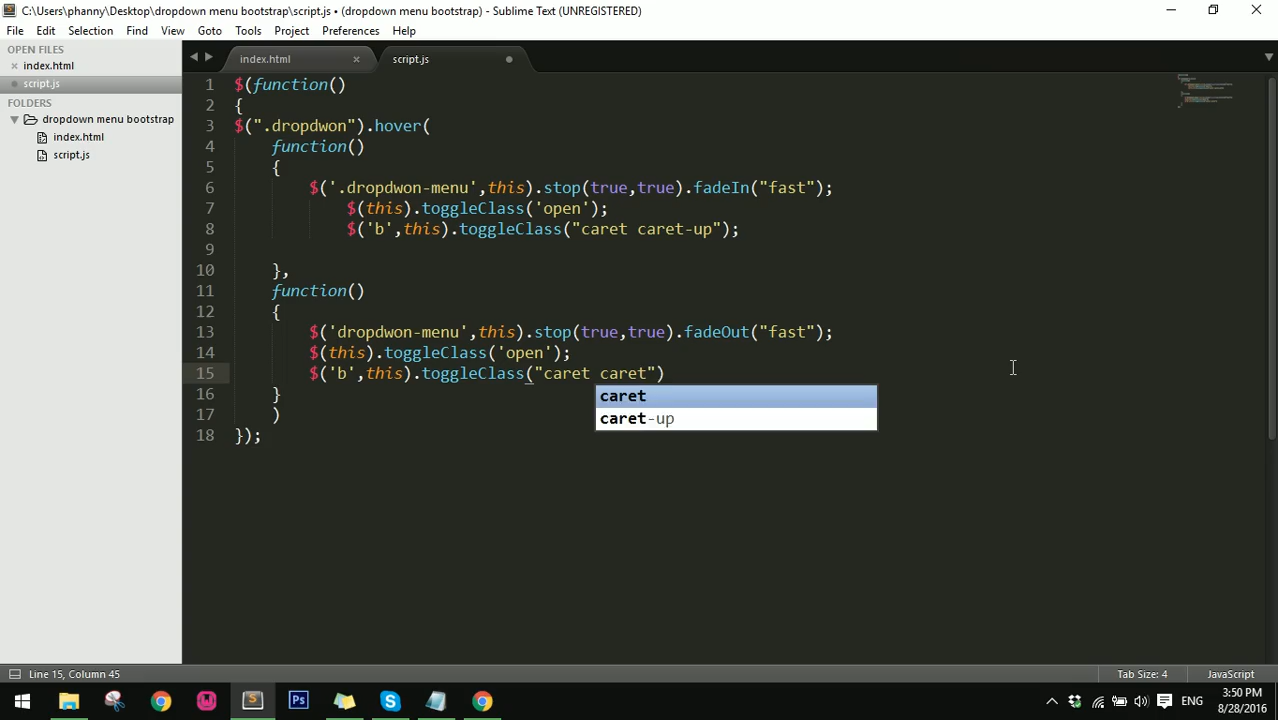 C:\Users\phanny\Desktop\dropdown menu bootstrap\script.js • (dropdown menu bootstrap) - Sublime Text (UNREGISTERED)
File Edit Selection Find View Goto Tools Project Preferences Help
OPEN FILES
index.html
script.js
FOLDERS
dropdown menu bootstrap
index.html
script.js
index.html
script.js
1 $(function()
2 {
3 $(".dropdwon").hover(
4 function()
5 {
6 $('.dropdwon-menu',this).stop(true,true).fadeIn("fast");
7 $(this).toggleClass('open');
8 $('b',this).toggleClass("caret caret-up");
9
10 },
11 function()
12 {
13 $('dropdwon-menu',this).stop(true,true).fadeOut("fast");
14 $(this).toggleClass('open');
15 $('b',this).toggleClass("caret caret")
16 }
17 )
18 });
caret
caret-up
Line 15, Column 45
Tab Size: 4
JavaScript
Ps
ENG
3:50 PM
8/28/2016